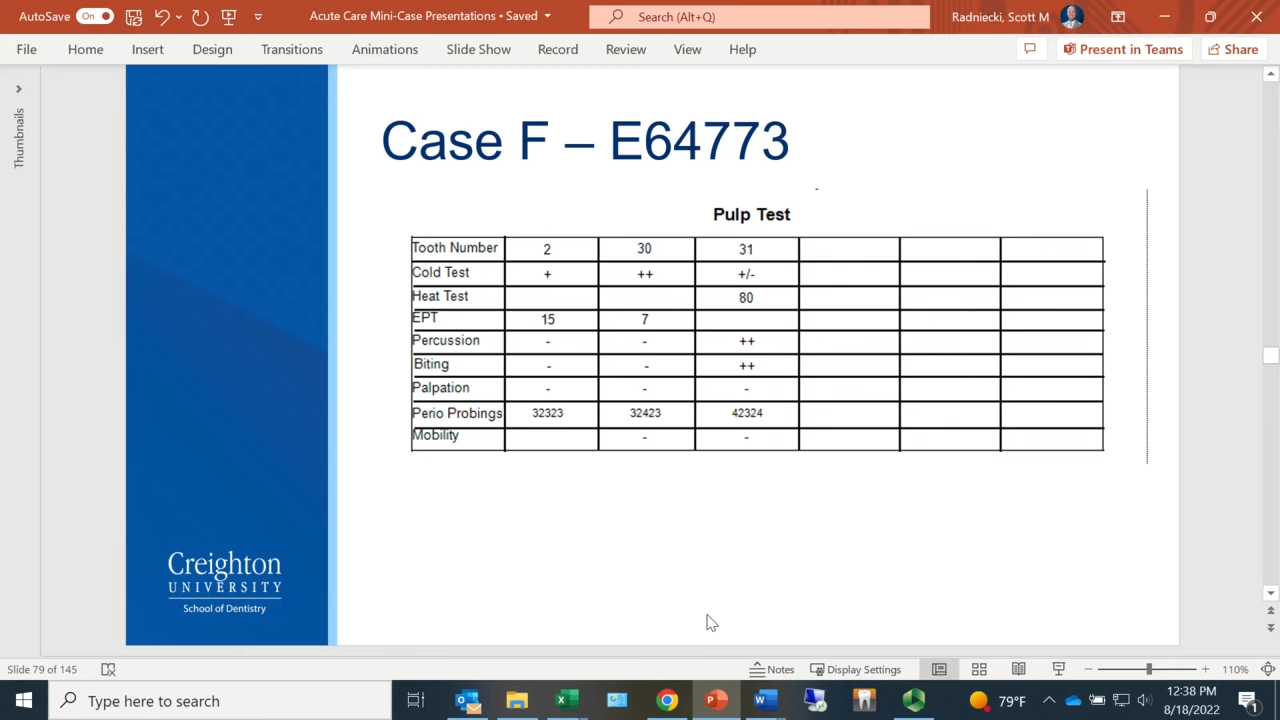 AutoSave On Acute Care Mini-Case Presentations • Saved Search (Alt+Q) Radniecki, Scott M
File Home Insert Design Transitions Animations Slide Show Record Review View Help Present in Teams Share
Thumbnails
Case F – E64773
Pulp Test
Tooth Number 2 30 31
Cold Test + ++ +/-
Heat Test 80
EPT 15 7
Percussion - - ++
Biting - - ++
Palpation - - -
Perio Probings 32323 32423 42324
Mobility - -
Creighton
UNIVERSITY
School of Dentistry
Slide 79 of 145 Notes Display Settings 110%
Type here to search 79°F 12:38 PM
8/18/2022 1